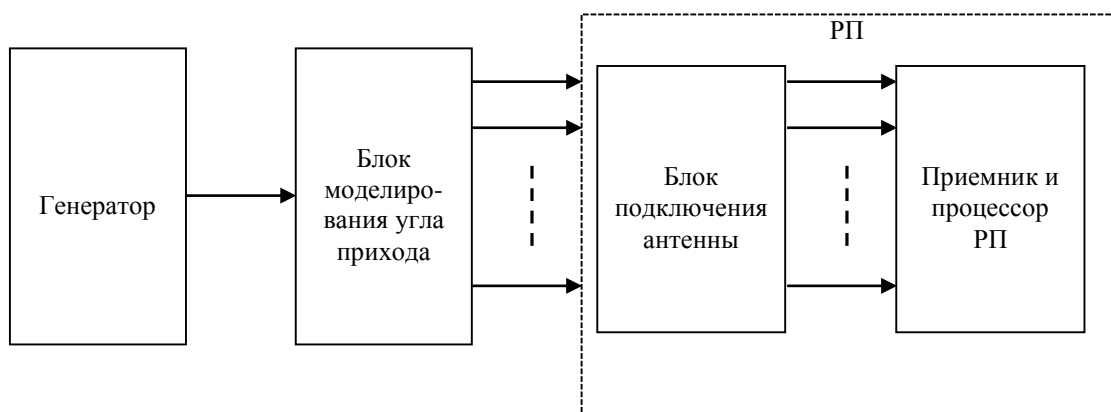 РП
Генератор
Блок
моделиро-
вания угла
прихода
Блок
подключения
антенны
Приемник и
процессор
РП